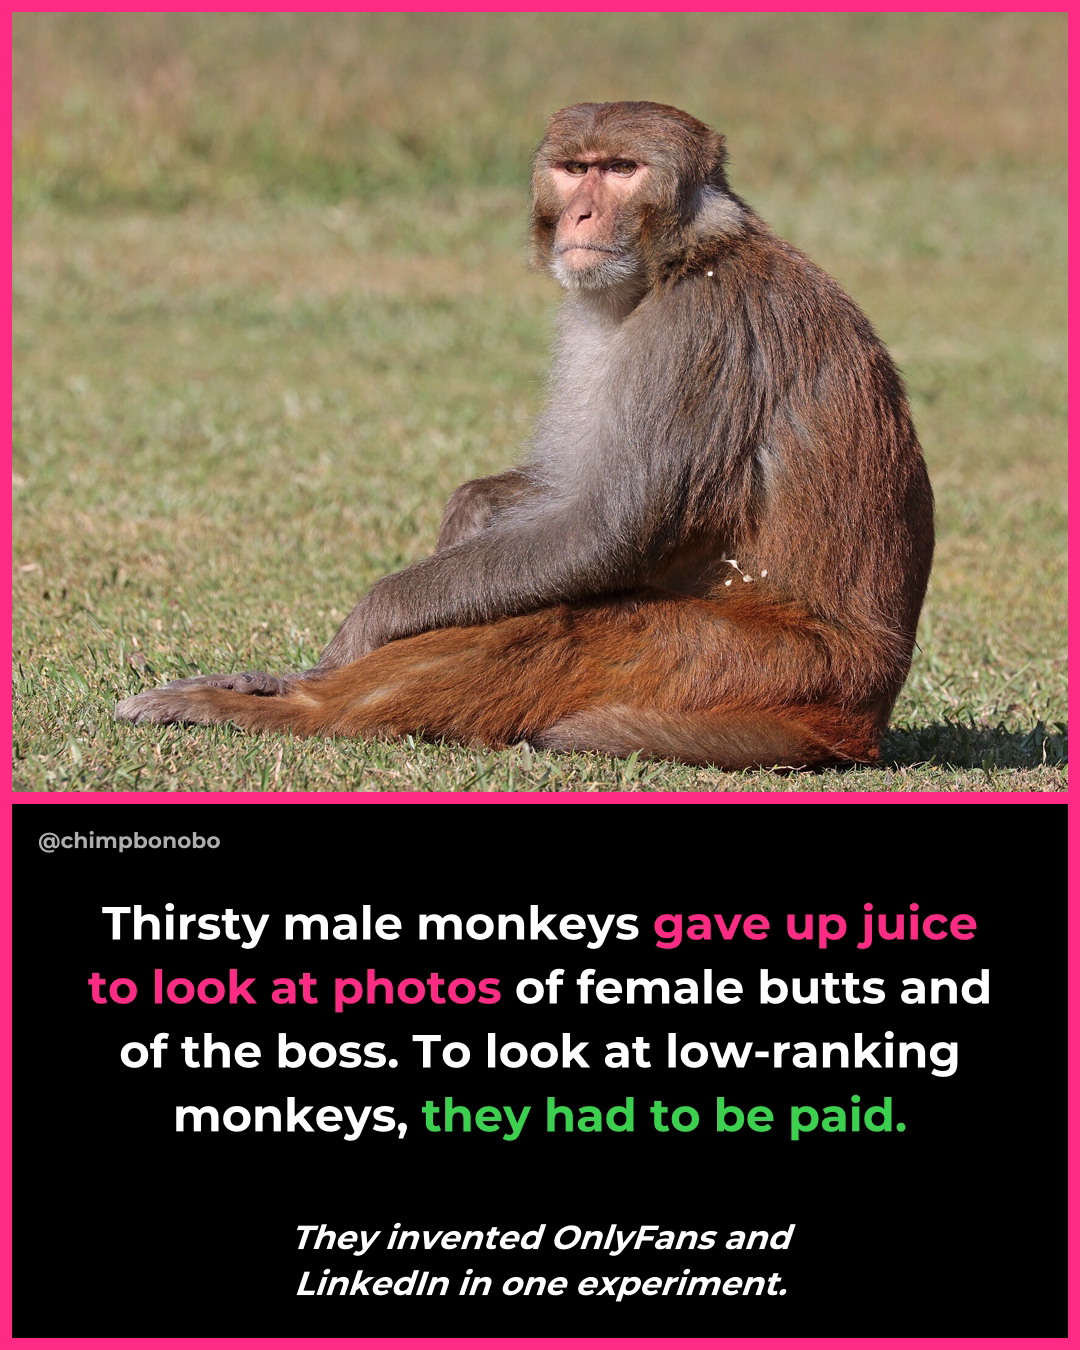 @chimpbonobo
Thirsty male monkeys gave up juice
to look at photos of female butts and
of the boss. To look at low-ranking
monkeys, they had to be paid.
They invented OnlyFans and
LinkedIn in one experiment.